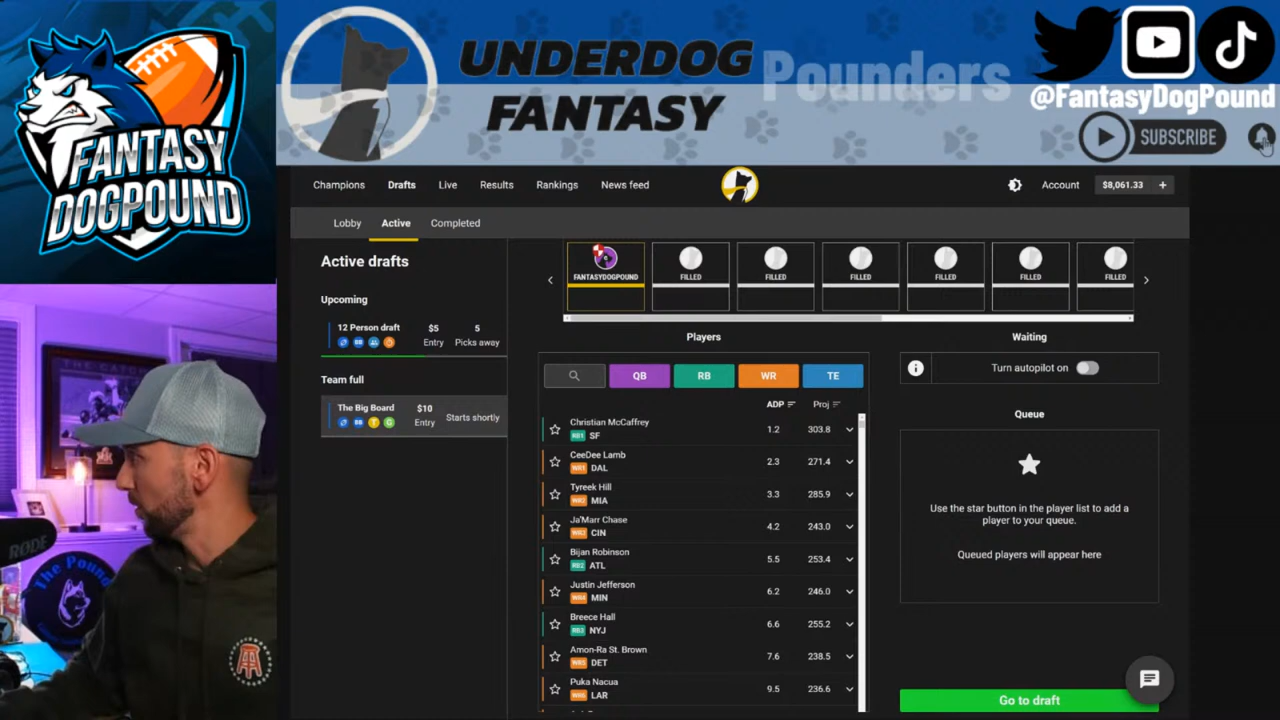 FANTASY
DOGPOUND
UNDERDOG
FANTASY
Pounders
@FantasyDogPound
SUBSCRIBE
Champions
Drafts
Live
Results
Rankings
News feed
Account
$8,061.33 +
Lobby
Active
Completed
Active drafts
Upcoming
12 Person draft
$5
Entry
5
Picks away
Team full
The Big Board
$10
Entry
Starts shortly
FANTASYDOGPOUND
FILLED
FILLED
FILLED
FILLED
FILLED
FILLED
Players
QB
RB
WR
TE
ADP
Proj
Christian McCaffrey
RB1 SF
1.2
303.8
CeeDee Lamb
WR1 DAL
2.3
271.4
Tyreek Hill
WR2 MIA
3.3
285.9
Ja'Marr Chase
WR3 CIN
4.2
243.0
Bijan Robinson
RB2 ATL
5.5
253.4
Justin Jefferson
WR4 MIN
6.2
246.0
Breece Hall
RB3 NYJ
6.6
255.2
Amon-Ra St. Brown
WR5 DET
7.6
238.5
Puka Nacua
WR6 LAR
9.5
236.6
Waiting
Turn autopilot on
Queue
Use the star button in the player list to add a
player to your queue.
Queued players will appear here
Go to draft
RØDE
The Pound